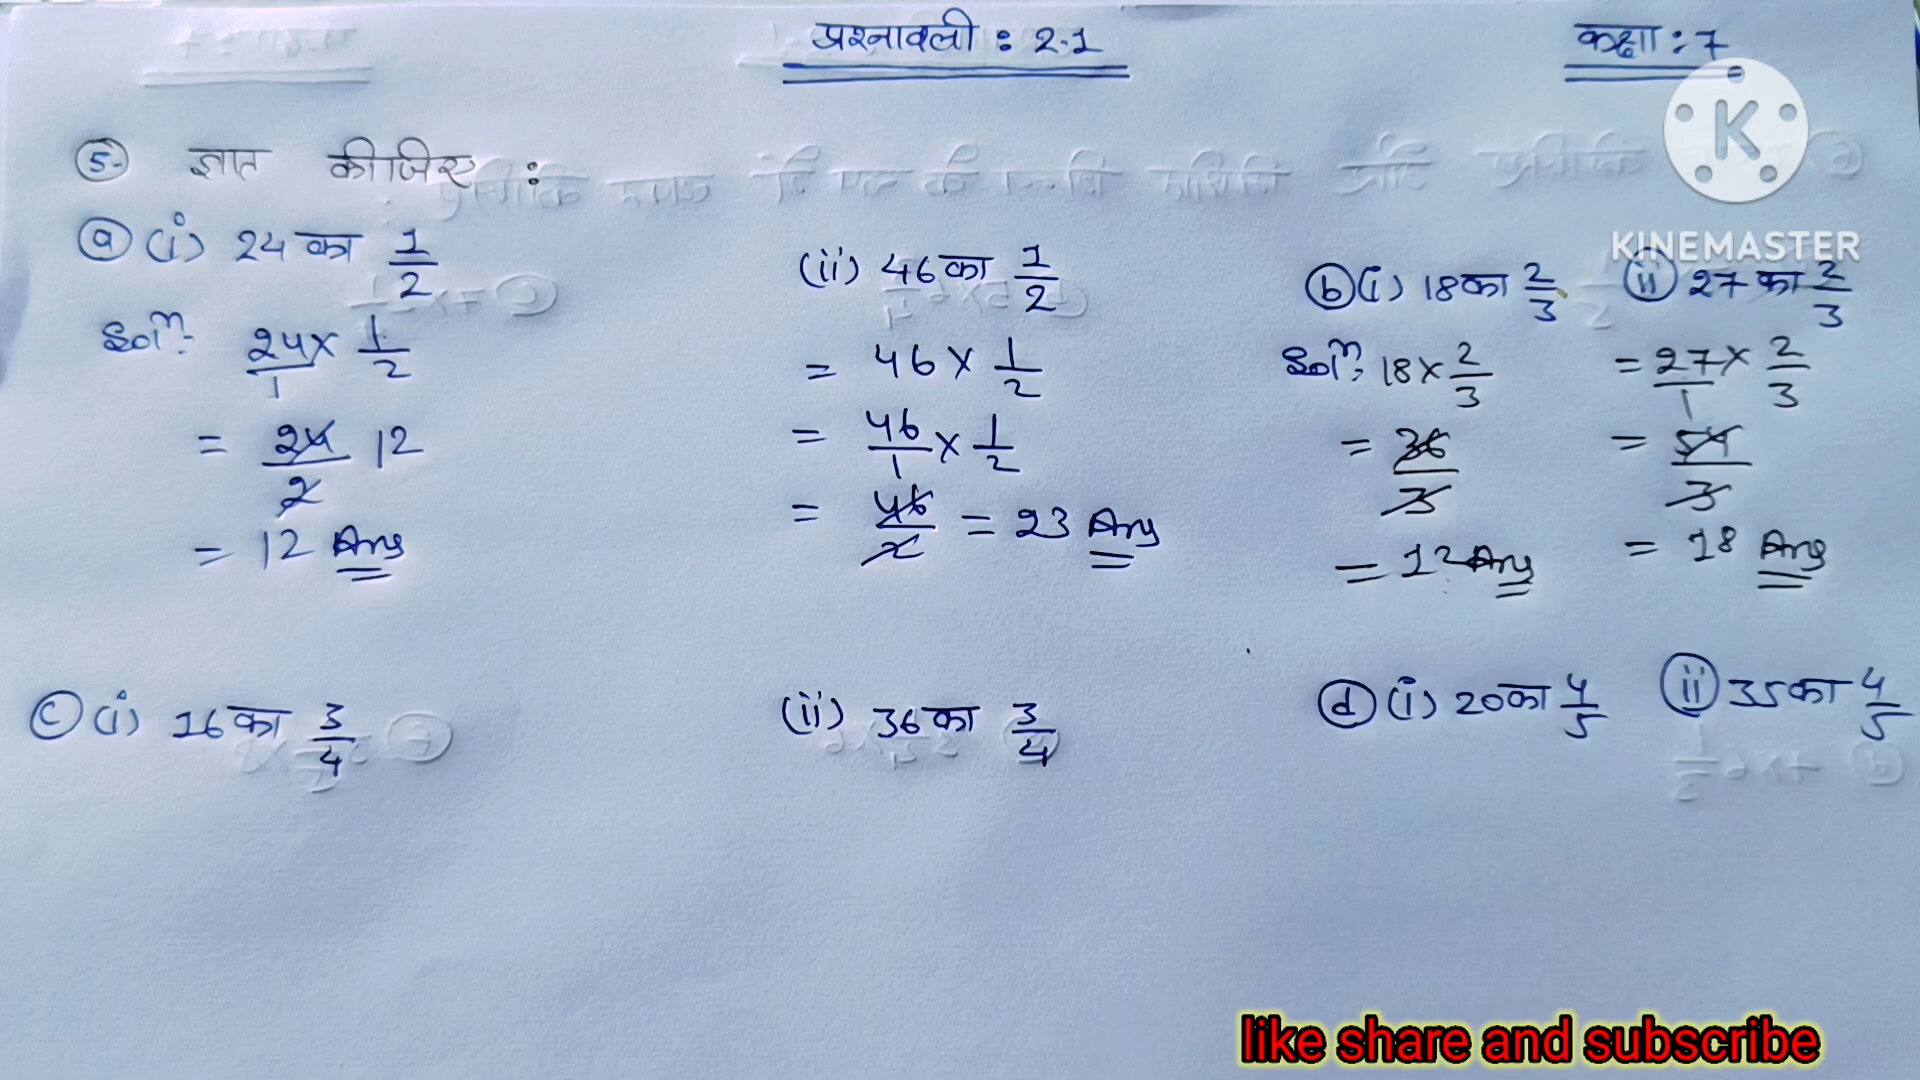 प्रश्नावली : 2.1
कक्षा : 7
KINEMASTER
5. ज्ञात कीजिए :
(a) (i) 24 का 1/2
Solⁿ: 24/1 × 1/2
= 24/2 12
= 12 Ans
(ii) 46 का 1/2
= 46 × 1/2
= 46/1 × 1/2
= 46/2 = 23 Ans
(b) (i) 18 का 2/3
Solⁿ: 18 × 2/3
= 36/3
= 12 Ans
(ii) 27 का 2/3
= 27/1 × 2/3
= 54/3
= 18 Ans
(c) (i) 16 का 3/4
(ii) 36 का 3/4
(d) (i) 20 का 4/5
(ii) 35 का 4/5
like share and subscribe